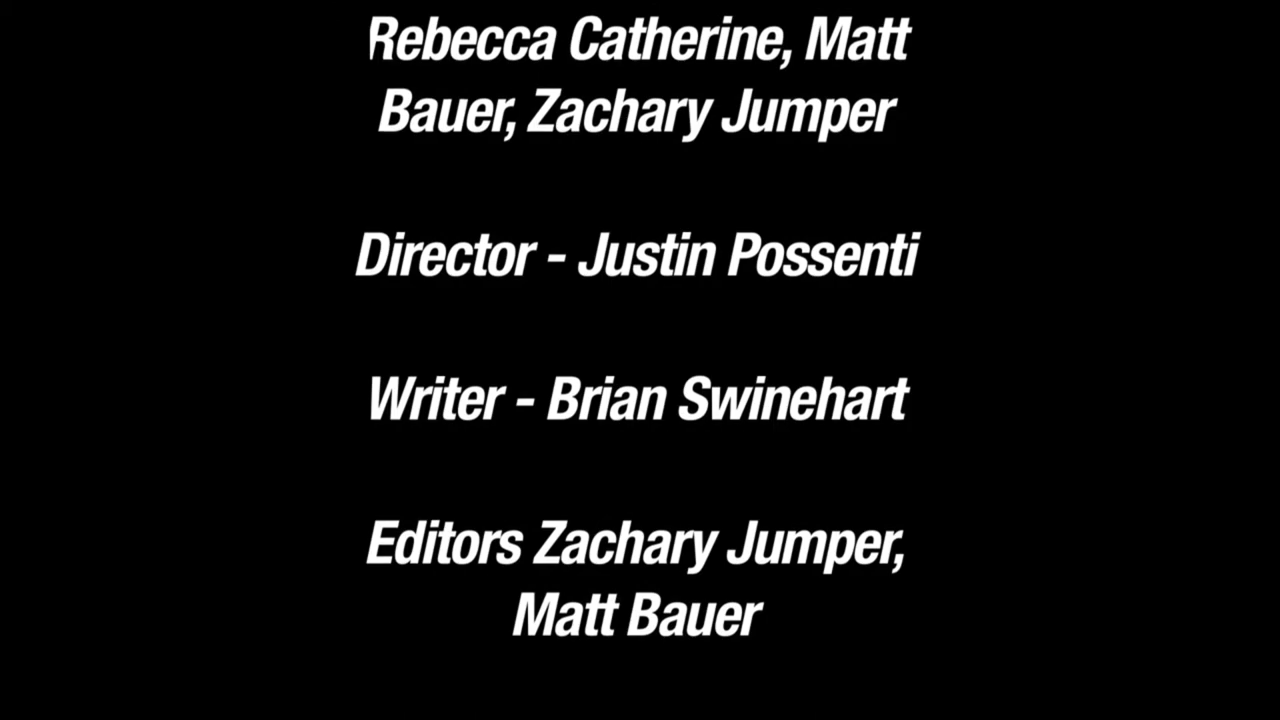 Rebecca Catherine, Matt
Bauer, Zachary Jumper
Director - Justin Possenti
Writer - Brian Swinehart
Editors Zachary Jumper,
Matt Bauer